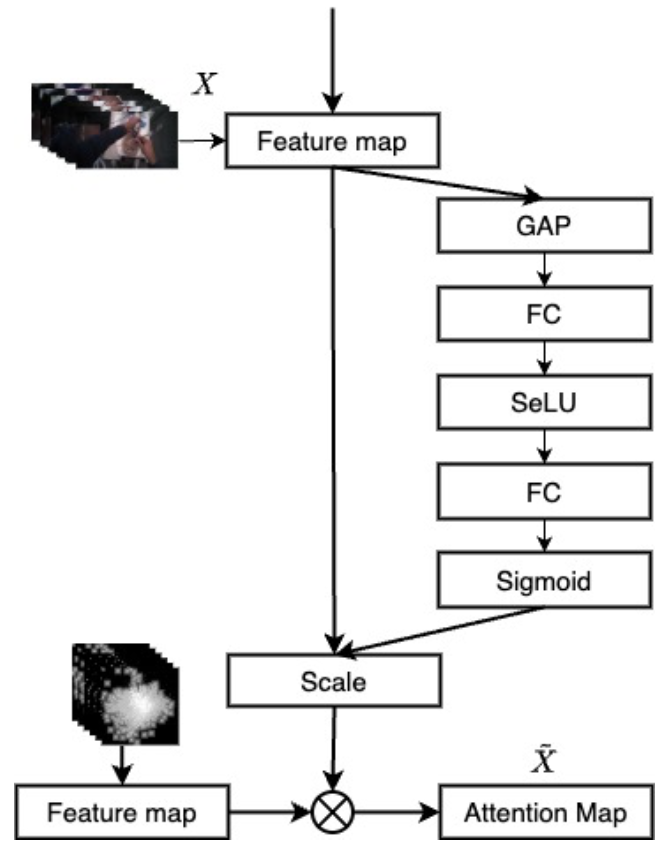 X
Feature map
GAP
FC
SeLU
FC
Sigmoid
Scale
X̃
Feature map
Attention Map